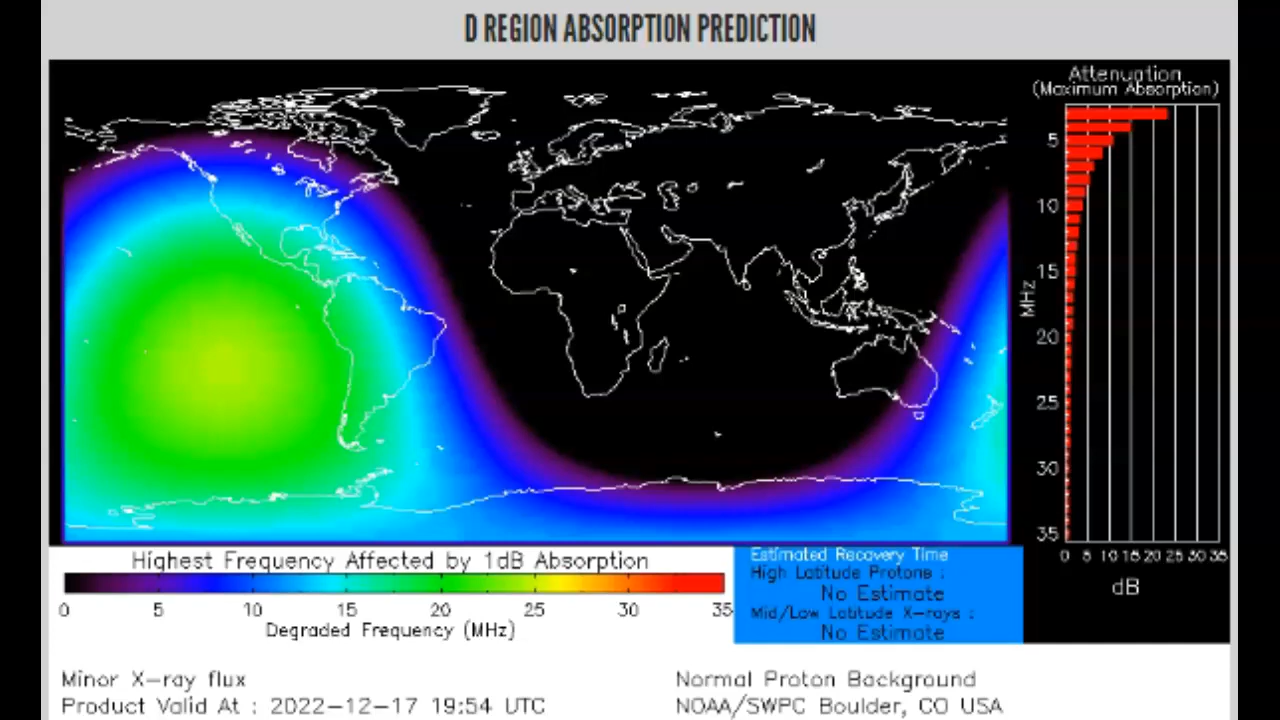 D REGION ABSORPTION PREDICTION
Attenuation
(Maximum Absorption)
5
10
15
20
25
30
35
MHz
0 5 10 15 20 25 30 35
dB
Highest Frequency Affected by 1dB Absorption
0 5 10 15 20 25 30 35
Degraded Frequency (MHz)
Estimated Recovery Time
High Latitude Protons :
No Estimate
Mid/Low Latitude X-rays :
No Estimate
Minor X-ray flux
Product Valid At : 2022-12-17 19:54 UTC
Normal Proton Background
NOAA/SWPC Boulder, CO USA